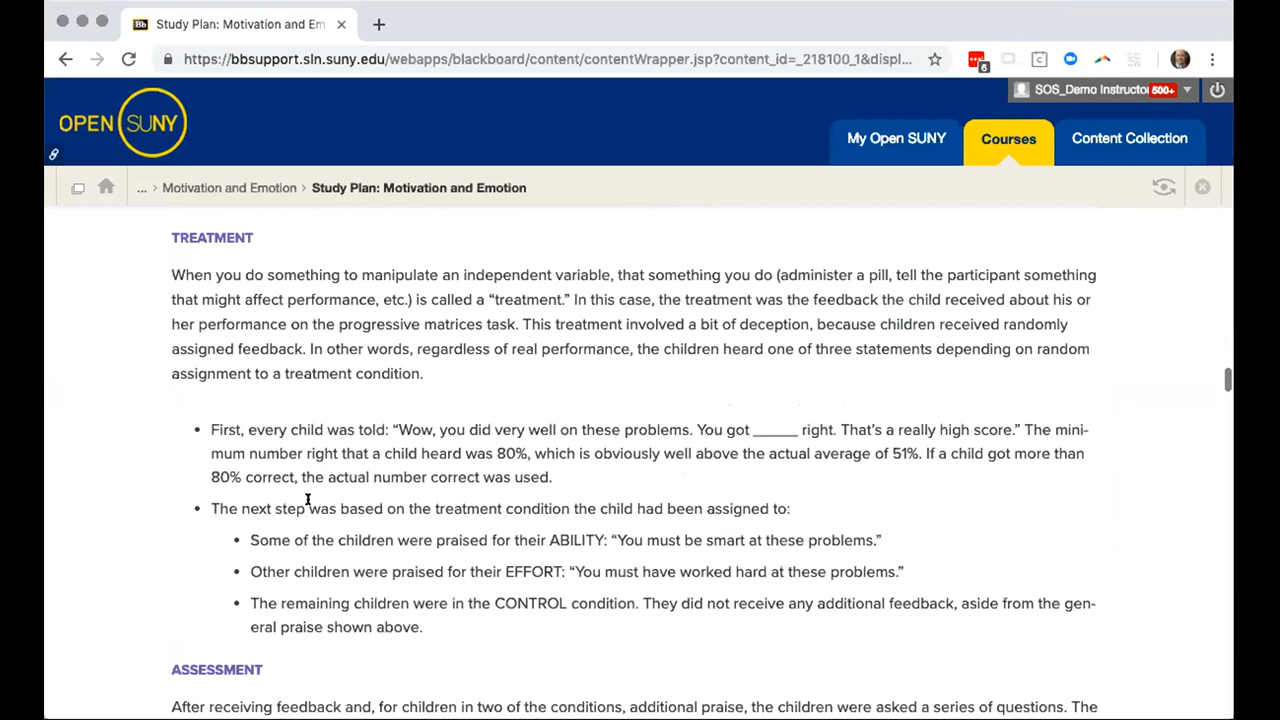 Study Plan: Motivation and Em
https://bbsupport.sln.suny.edu/webapps/blackboard/content/contentWrapper.jsp?content_id=_218100_1&displ...
6
SOS_Demo Instructor 500+
OPEN SUNY
My Open SUNY
Courses
Content Collection
... > Motivation and Emotion > Study Plan: Motivation and Emotion
TREATMENT
When you do something to manipulate an independent variable, that something you do (administer a pill, tell the participant something
that might affect performance, etc.) is called a “treatment.” In this case, the treatment was the feedback the child received about his or
her performance on the progressive matrices task. This treatment involved a bit of deception, because children received randomly
assigned feedback. In other words, regardless of real performance, the children heard one of three statements depending on random
assignment to a treatment condition.
• First, every child was told: “Wow, you did very well on these problems. You got ______ right. That’s a really high score.” The mini-
mum number right that a child heard was 80%, which is obviously well above the actual average of 51%. If a child got more than
80% correct, the actual number correct was used.
• The next step was based on the treatment condition the child had been assigned to:
• Some of the children were praised for their ABILITY: “You must be smart at these problems.”
• Other children were praised for their EFFORT: “You must have worked hard at these problems.”
• The remaining children were in the CONTROL condition. They did not receive any additional feedback, aside from the gen-
eral praise shown above.
ASSESSMENT
After receiving feedback and, for children in two of the conditions, additional praise, the children were asked a series of questions. The